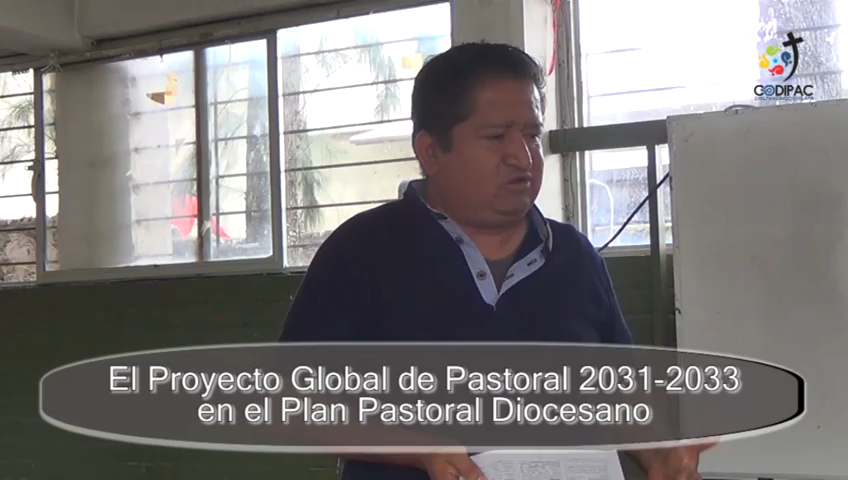 CODIPAC
El Proyecto Global de Pastoral 2031-2033
en el Plan Pastoral Diocesano